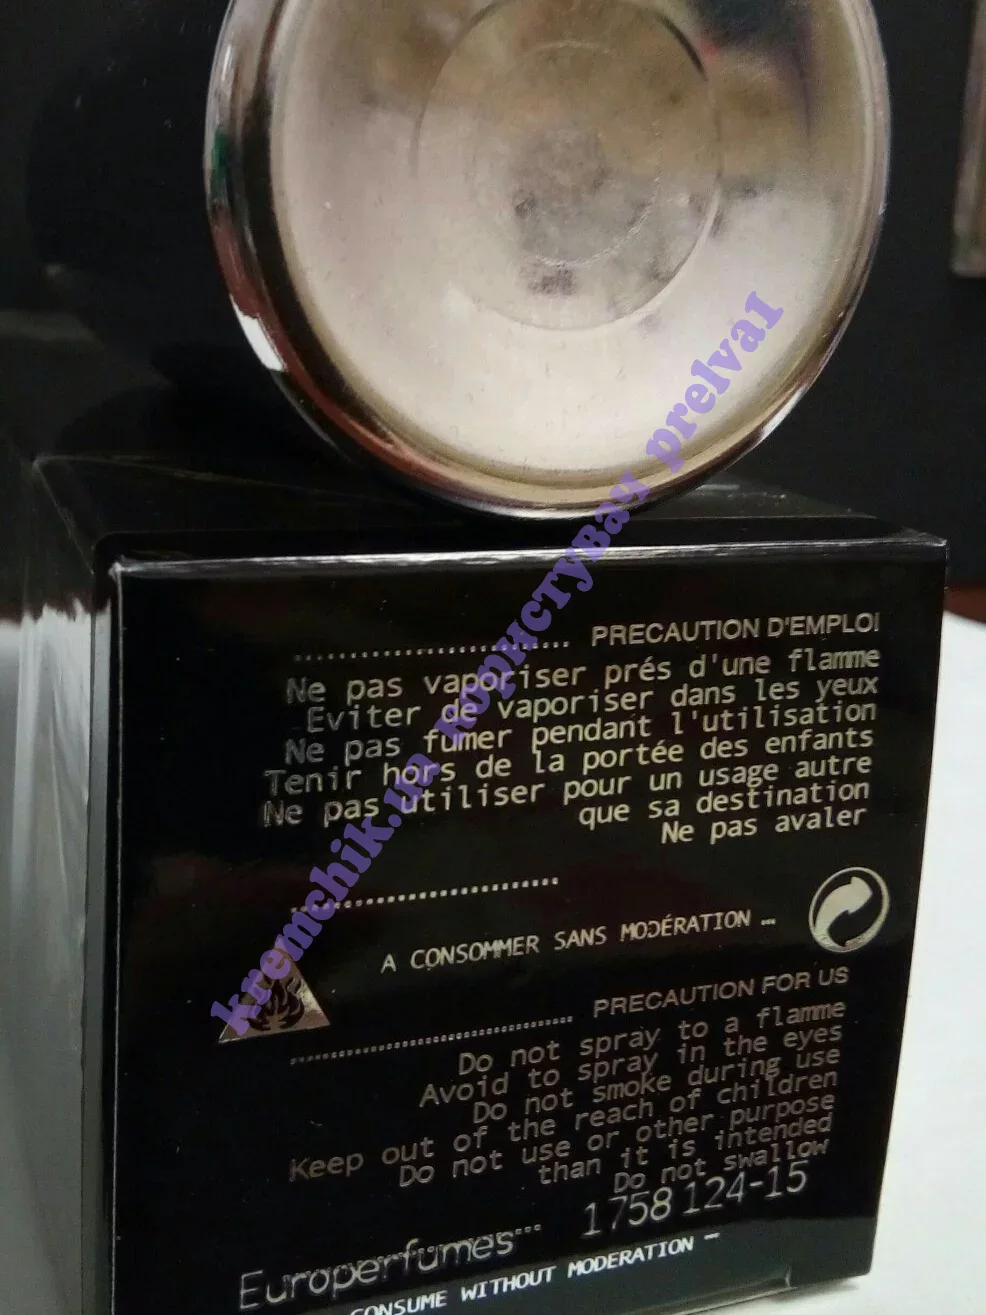 PRECAUTION D'EMPLOI
Ne pas vaporiser prés d'une flamme
Eviter de vaporiser dans les yeux
Ne pas fumer pendant l'utilisation
Tenir hors de la portée des enfants
Ne pas utiliser pour un usage autre
que sa destination
Ne pas avaler
A CONSOMMER SANS MODÉRATION ...
PRECAUTION FOR US
Do not spray to a flamme
Avoid to spray in the eyes
Do not smoke during use
Keep out of the reach of children
Do not use or other purpose
than it is intended
Do not swallow
1758 124-15
Europerfumes...
CONSUME WITHOUT MODERATION
kremchik.ua користувач prelva1